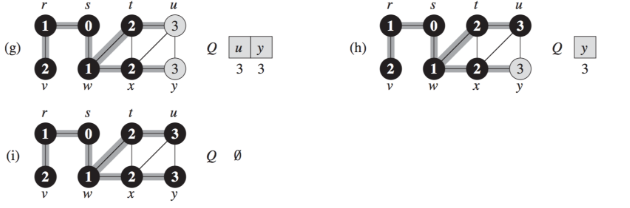 r s t u
1 0 2 3
(g) Q u y
2 1 2 3 3 3
v w x y
r s t u
1 0 2 3
(h) Q y
2 1 2 3 3
v w x y
r s t u
1 0 2 3
(i) Q ∅
2 1 2 3
v w x y